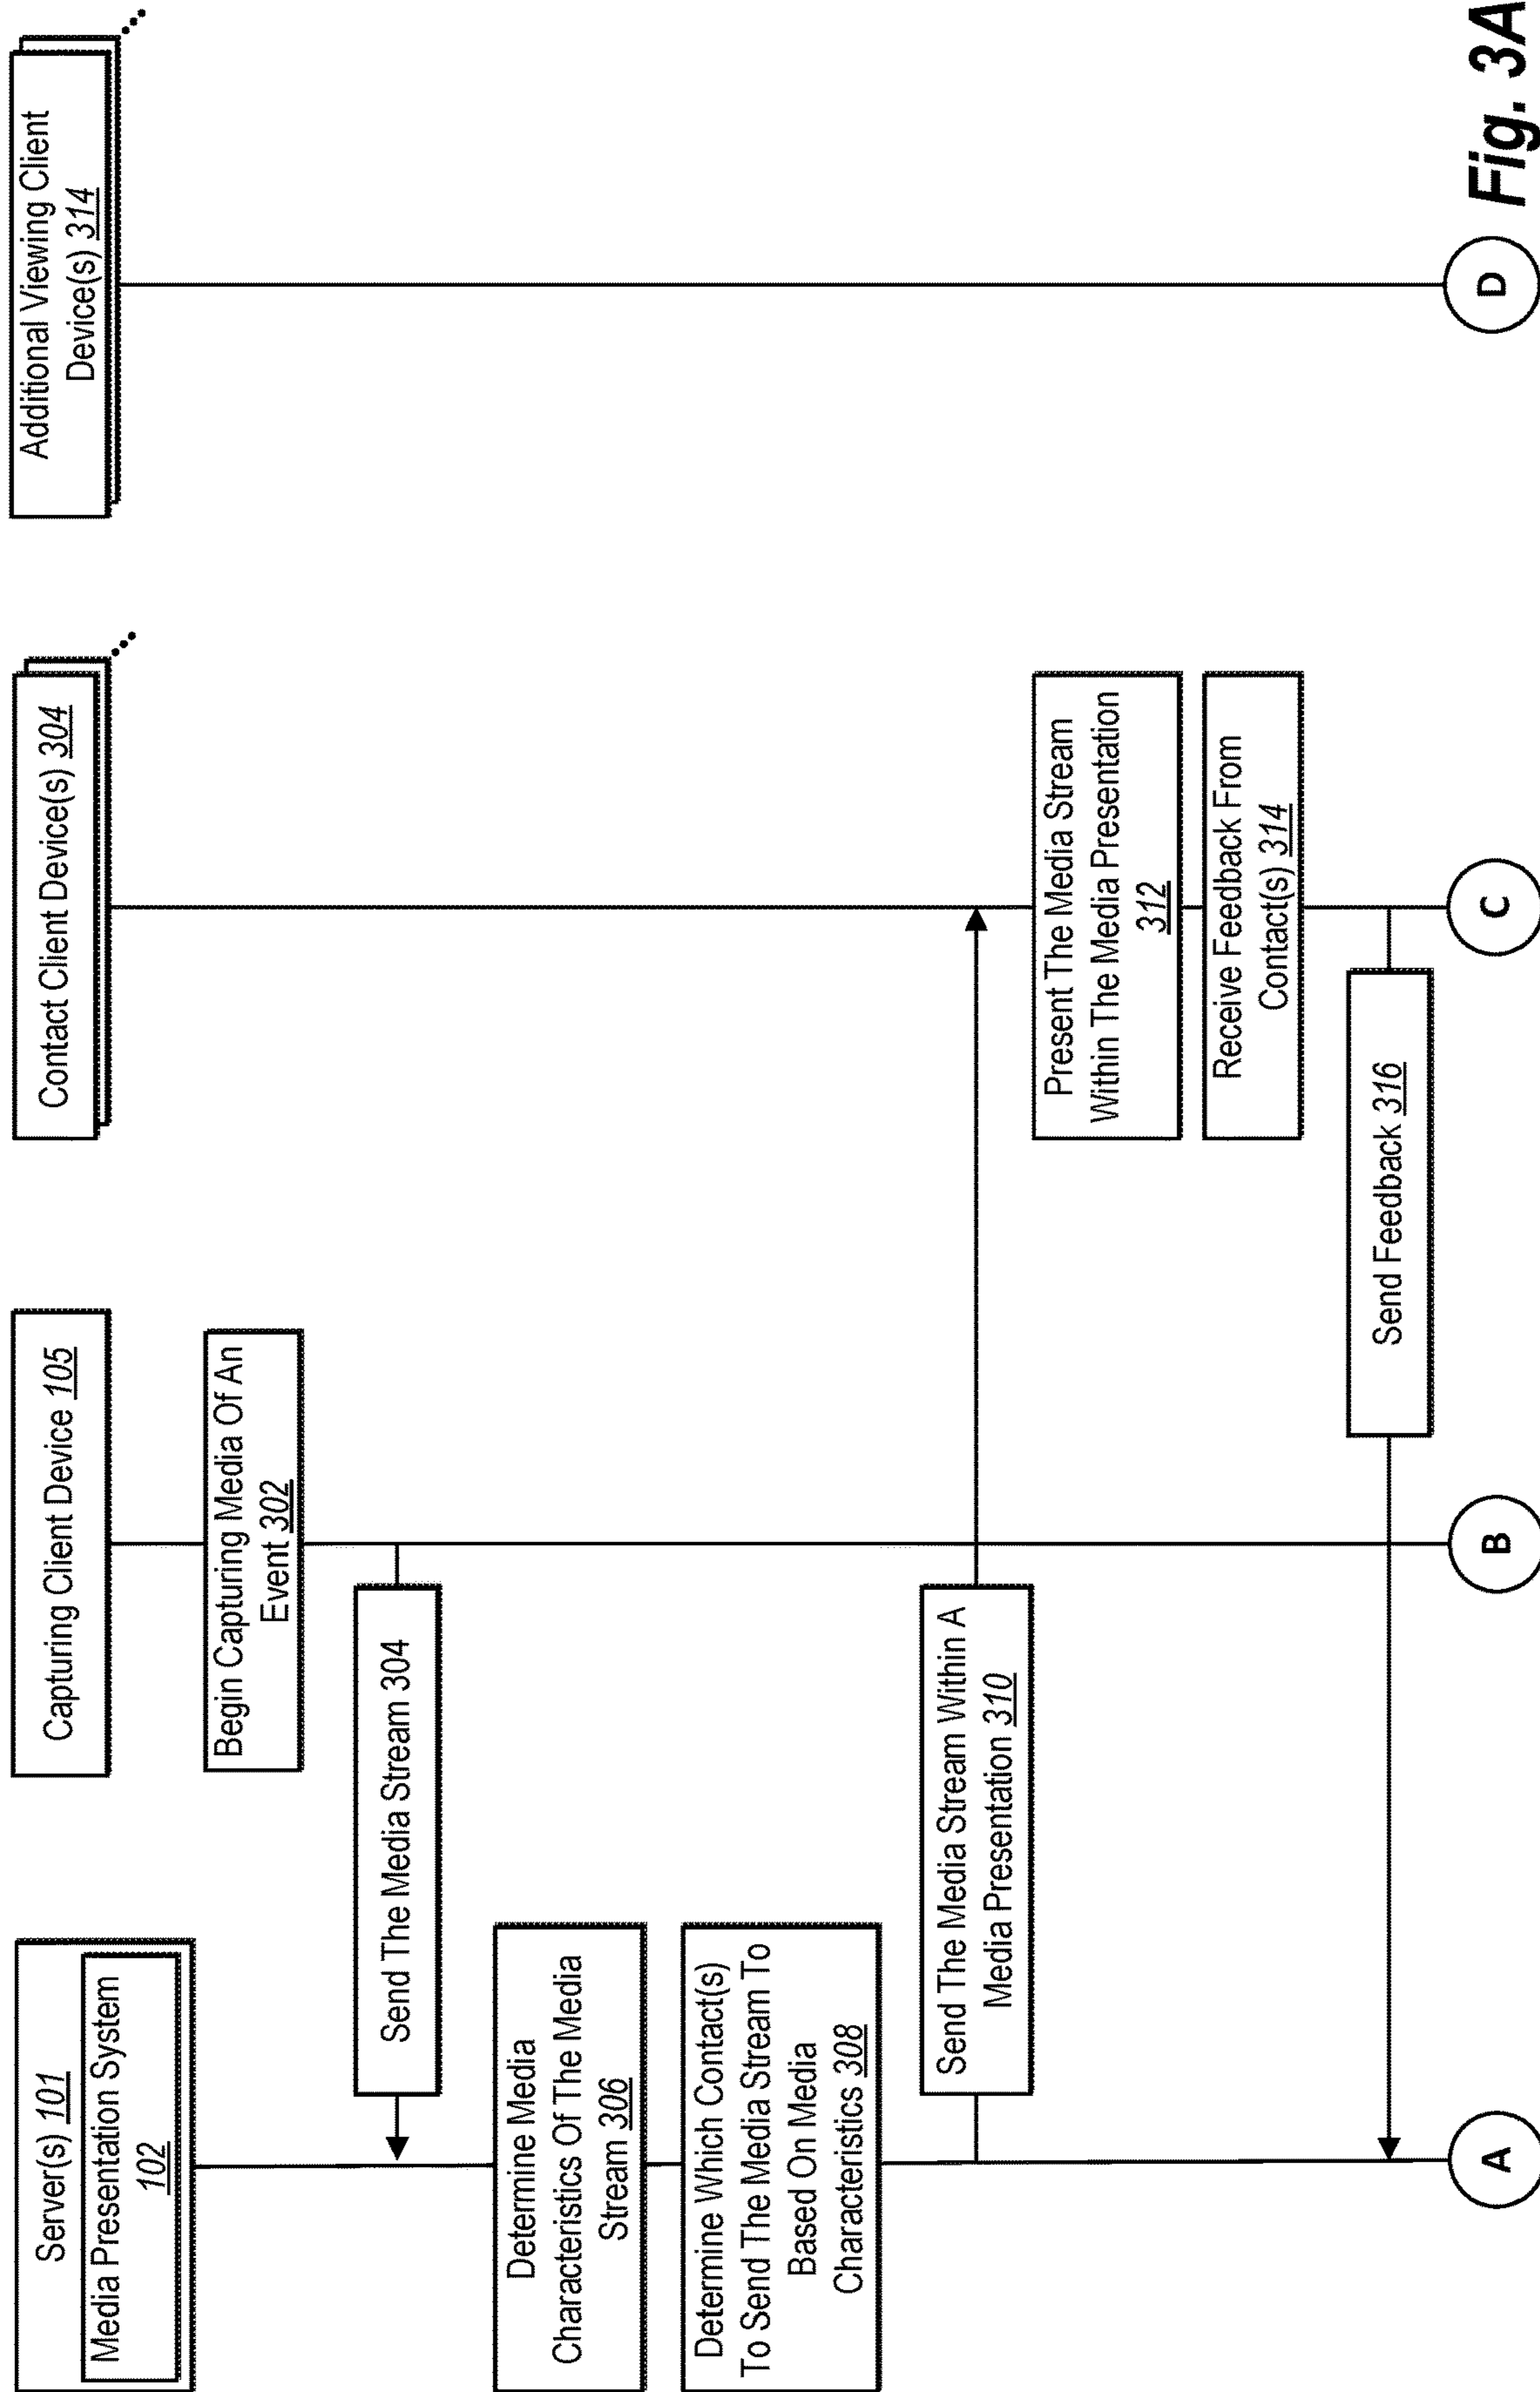 Server(s) 101
Media Presentation System
102
Capturing Client Device 105
Contact Client Device(s) 304
Additional Viewing Client
Device(s) 314
Begin Capturing Media Of An
Event 302
Send The Media Stream 304
Determine Media
Characteristics Of The Media
Stream 306
Determine Which Contact(s)
To Send The Media Stream To
Based On Media
Characteristics 308
Send The Media Stream Within A
Media Presentation 310
Present The Media Stream
Within The Media Presentation
312
Receive Feedback From
Contact(s) 314
Send Feedback 316
A
B
C
D
Fig. 3A